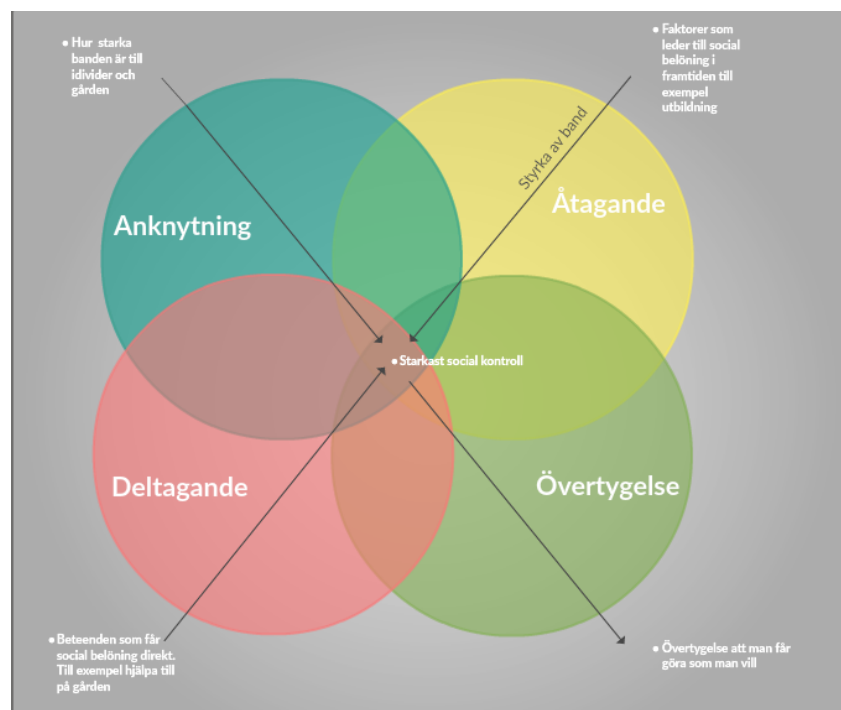 • Hur starka
banden är till
idivider och
gården
• Faktorer som
leder till social
belöning i
framtiden till
exempel
utbildning
Styrka av band
Anknytning
Åtagande
• Starkast social kontroll
Deltagande
Övertygelse
• Beteenden som får
social belöning direkt.
Till exempel hjälpa till
på gården
• Övertygelse att man får
göra som man vill